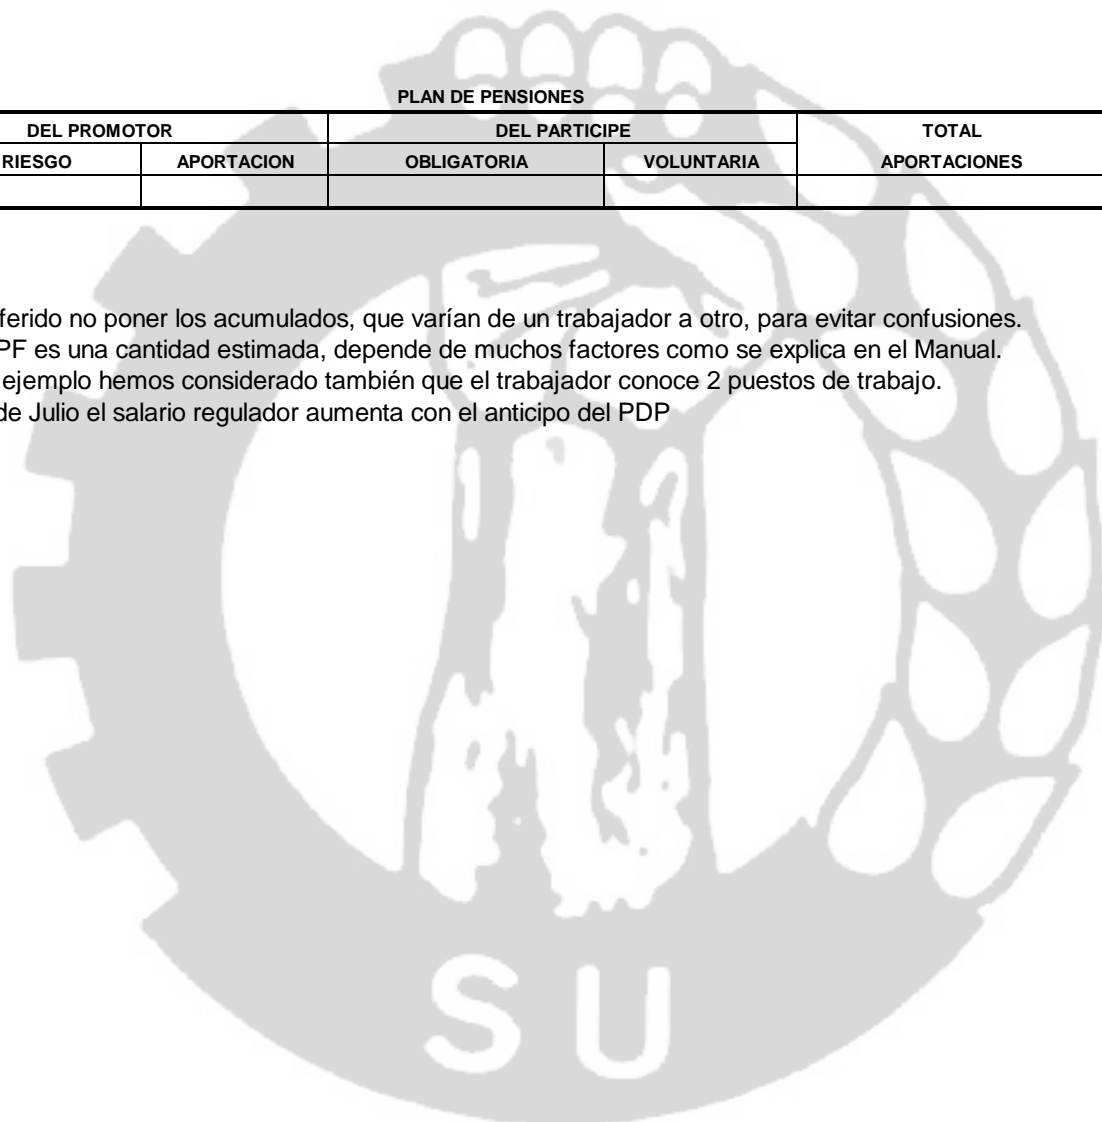 PLAN DE PENSIONES
DEL PROMOTOR DEL PARTICIPE TOTAL
RIESGO APORTACION OBLIGATORIA VOLUNTARIA APORTACIONES
ferido no poner los acumulados, que varían de un trabajador a otro, para evitar confusiones.
PF es una cantidad estimada, depende de muchos factores como se explica en el Manual.
ejemplo hemos considerado también que el trabajador conoce 2 puestos de trabajo.
de Julio el salario regulador aumenta con el anticipo del PDP
SU